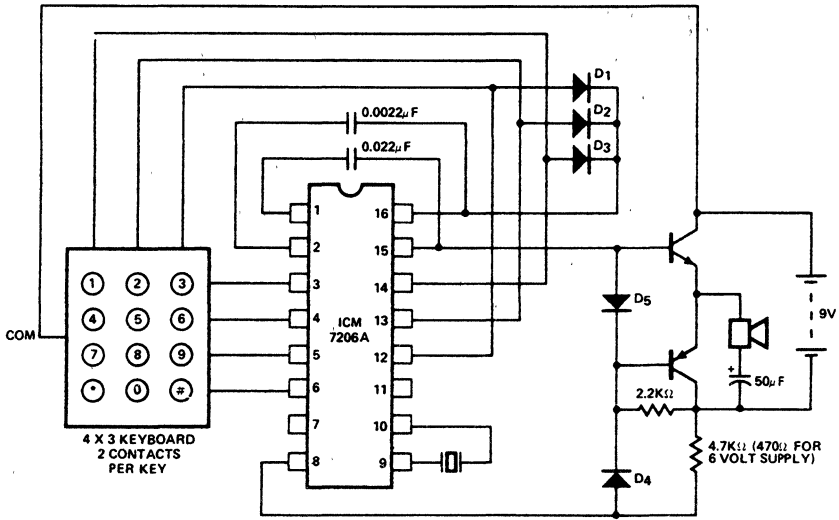 D1
0.0022µF
D2
0.022µF
D3
1 16
2 15
1 2 3
3 14
D5
9V
4 5 6
4 13
ICM
7206A
COM
7 8 9
5 12
+
50µF
* 0 #
6 11
2.2KΩ
4 X 3 KEYBOARD
2 CONTACTS
PER KEY
7 10
4.7KΩ (470Ω FOR
6 VOLT SUPPLY)
8 9
D4